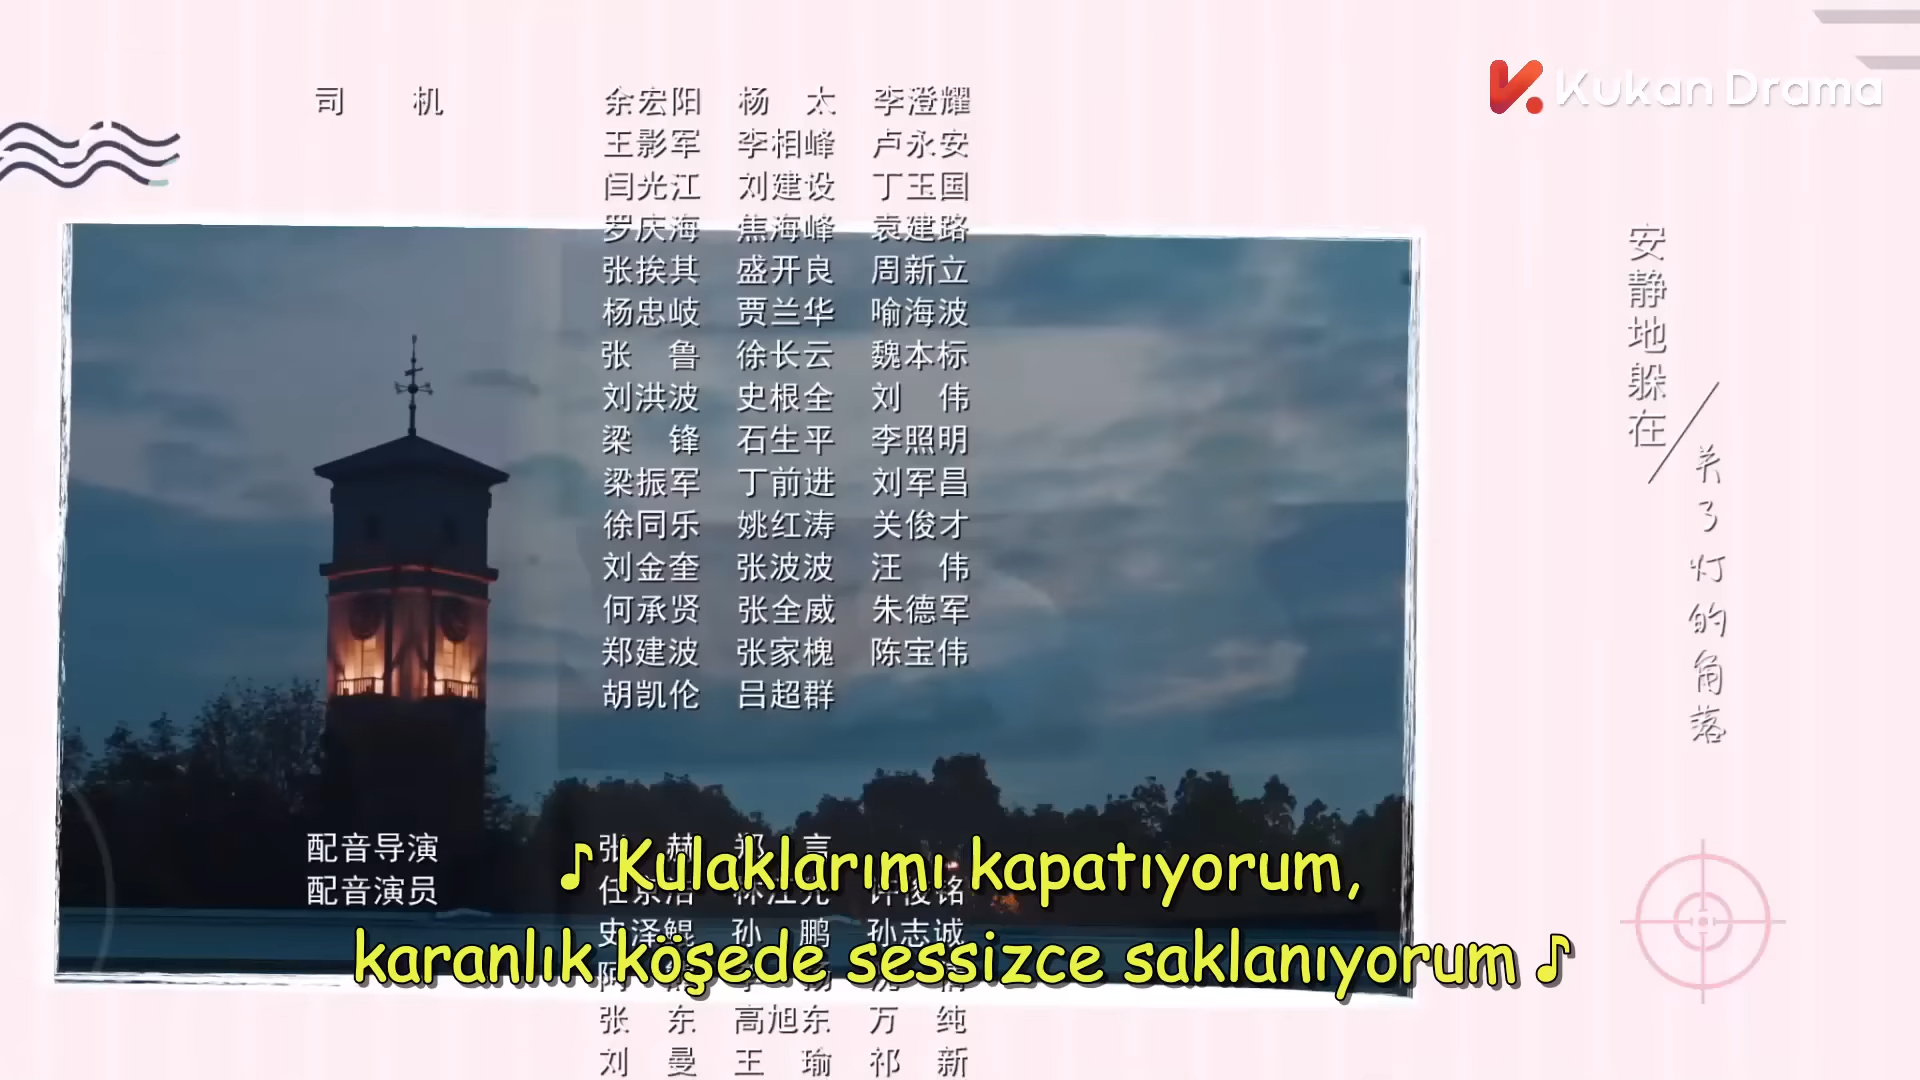 Kukan Drama
司 机 余宏阳 杨 太 李澄耀
王影军 李相峰 卢永安
闫光江 刘建设 丁玉国
罗庆海 焦海峰 袁建路
张挨其 盛开良 周新立
杨忠岐 贾兰华 喻海波
张 鲁 徐长云 魏本标
刘洪波 史根全 刘 伟
梁 锋 石生平 李照明
梁振军 丁前进 刘军昌
徐同乐 姚红涛 关俊才
刘金奎 张波波 汪 伟
何承贤 张全威 朱德军
郑建波 张家槐 陈宝伟
胡凯伦 吕超群
安静地躲在
关了灯的角落
配音导演 张 赫 郑 言
配音演员
史泽鲲 孙 鹏 孙志诚
张 东 高旭东 万 纯
刘 曼 王 瑜 祁 新
♪ Kulaklarımı kapatıyorum,
karanlık köşede sessizce saklanıyorum ♪